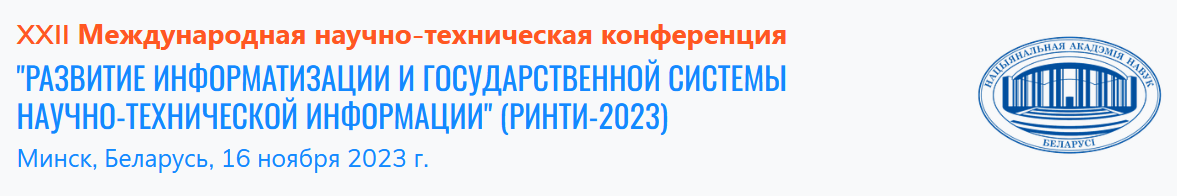 XXII Международная научно-техническая конференция
"РАЗВИТИЕ ИНФОРМАТИЗАЦИИ И ГОСУДАРСТВЕННОЙ СИСТЕМЫ
НАУЧНО-ТЕХНИЧЕСКОЙ ИНФОРМАЦИИ" (РИНТИ-2023)
Минск, Беларусь, 16 ноября 2023 г.
НАЦЫЯНАЛЬНАЯ АКАДЭМІЯ НАВУК
БЕЛАРУСІ